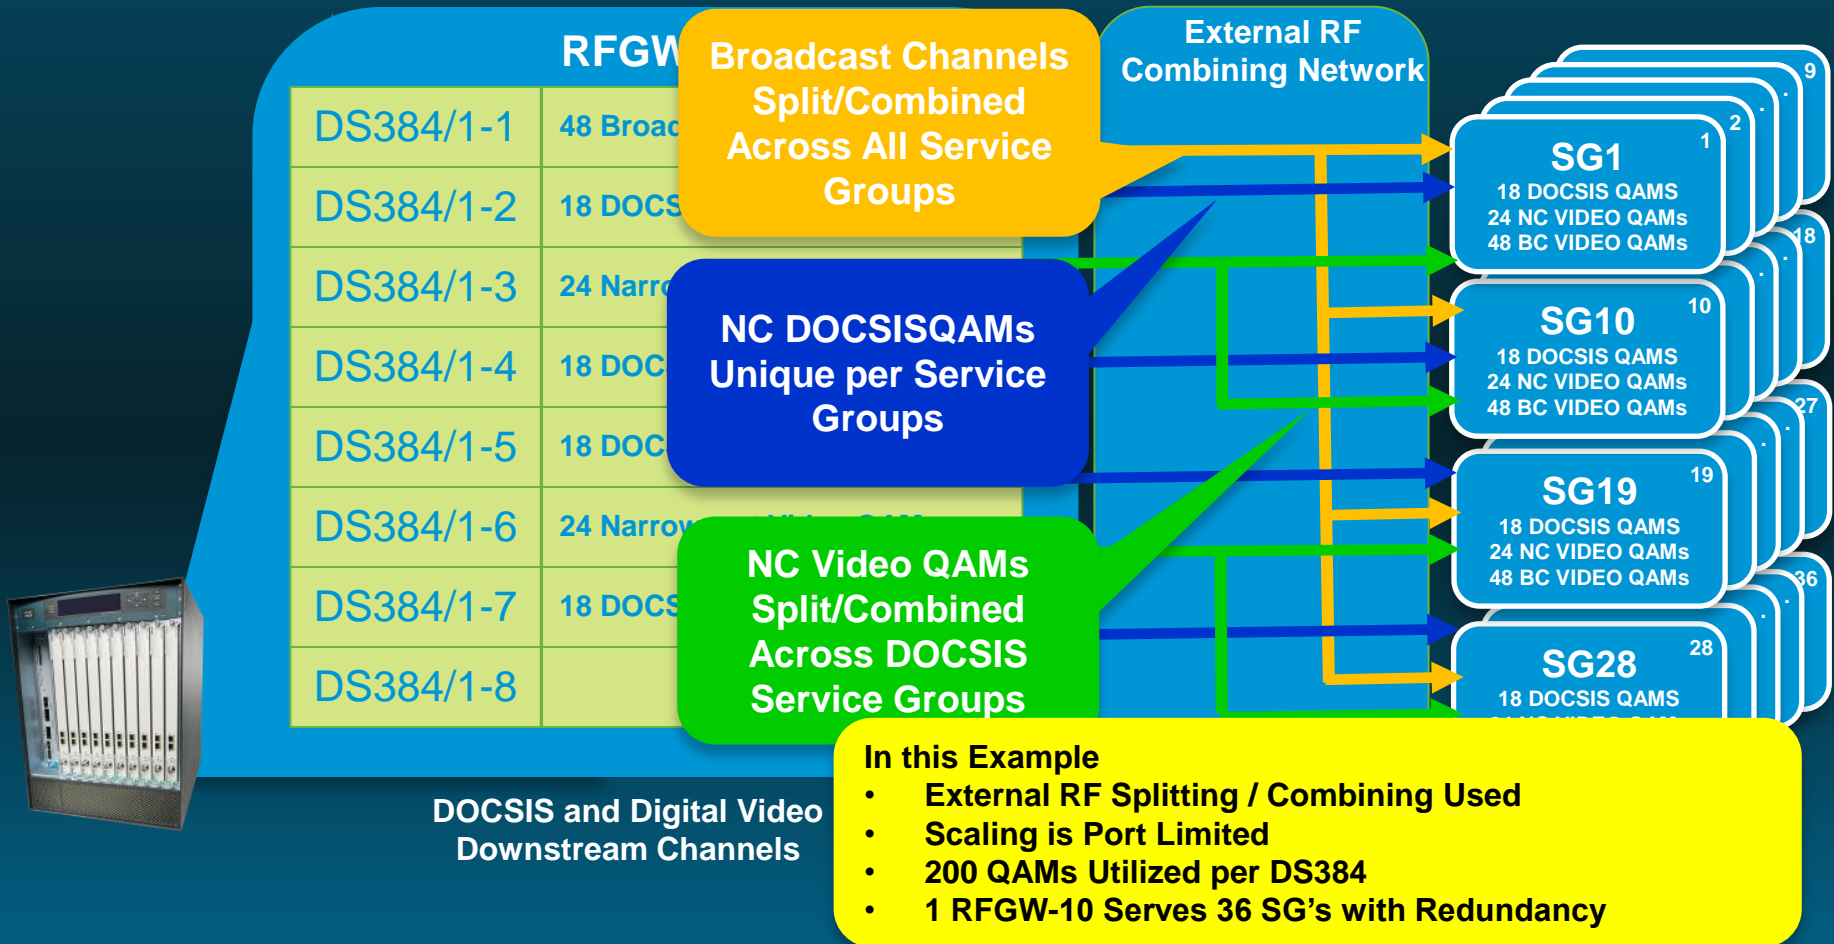 RFGW
DS384/1-1
48 Broad
DS384/1-2
18 DOCS
DS384/1-3
24 Narro
DS384/1-4
18 DOC
DS384/1-5
18 DOC
DS384/1-6
24 Narrow
DS384/1-7
18 DOCS
DS384/1-8
Broadcast Channels
Split/Combined
Across All Service
Groups
NC DOCSISQAMs
Unique per Service
Groups
NC Video QAMs
Split/Combined
Across DOCSIS
Service Groups
External RF
Combining Network
9
.
.
2
1
SG1
18 DOCSIS QAMS
24 NC VIDEO QAMs
48 BC VIDEO QAMs
18
.
.
10
SG10
18 DOCSIS QAMS
24 NC VIDEO QAMs
48 BC VIDEO QAMs
27
.
.
19
SG19
18 DOCSIS QAMS
24 NC VIDEO QAMs
48 BC VIDEO QAMs
36
.
.
28
SG28
18 DOCSIS QAMS
DOCSIS and Digital Video
Downstream Channels
In this Example
• External RF Splitting / Combining Used
• Scaling is Port Limited
• 200 QAMs Utilized per DS384
• 1 RFGW-10 Serves 36 SG's with Redundancy